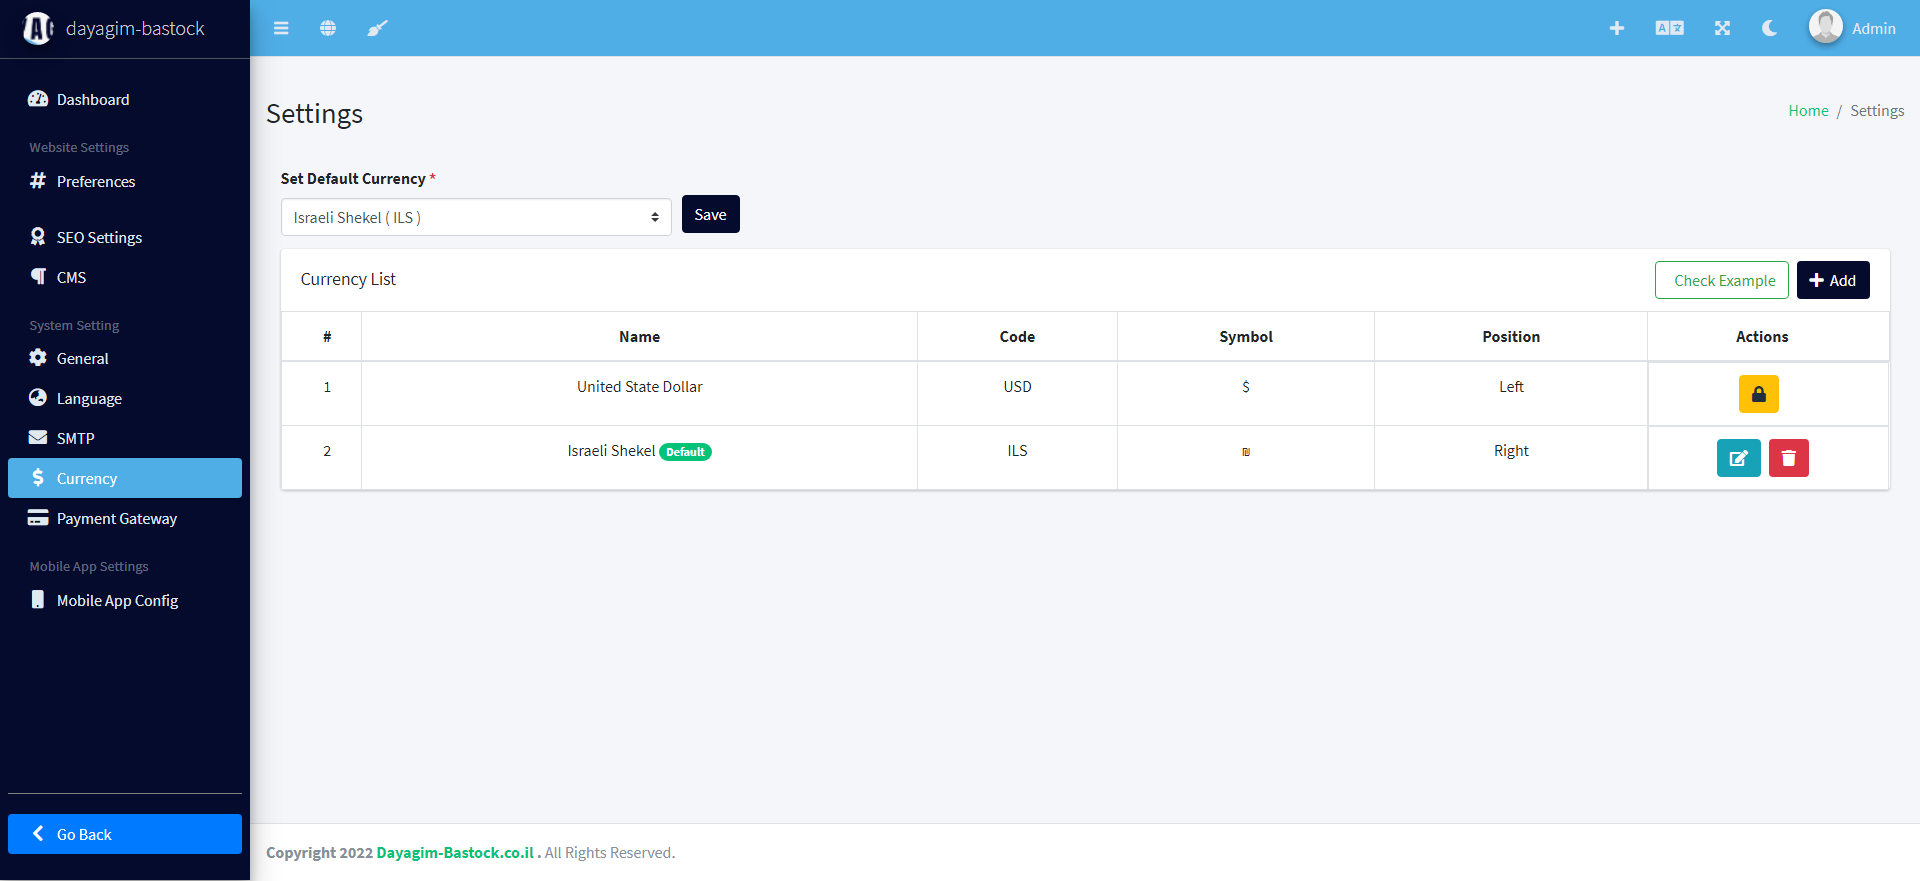 dayagim-bastock
Admin
Dashboard
Website Settings
Preferences
SEO Settings
CMS
System Setting
General
Language
SMTP
Currency
Payment Gateway
Mobile App Settings
Mobile App Config
Go Back
Settings
Home / Settings
Set Default Currency *
Israeli Shekel ( ILS )
Save
Currency List
Check Example
Add
# Name Code Symbol Position Actions
1 United State Dollar USD $ Left
2 Israeli Shekel Default ILS ₪ Right
Copyright 2022 Dayagim-Bastock.co.il . All Rights Reserved.